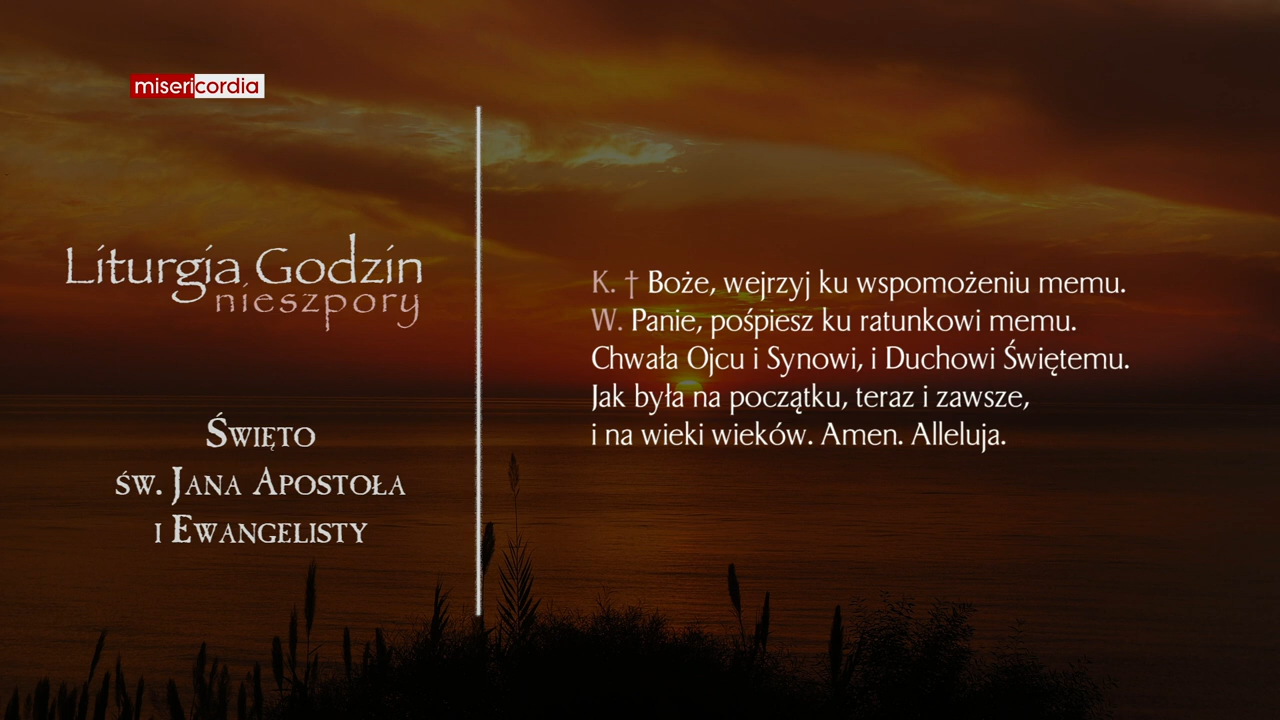 misericordia
Liturgia Godzin
nieszpory
Święto
św. Jana Apostoła
i Ewangelisty
K. † Boże, wejrzyj ku wspomożeniu memu.
W. Panie, pośpiesz ku ratunkowi memu.
Chwała Ojcu i Synowi, i Duchowi Świętemu.
Jak była na początku, teraz i zawsze,
i na wieki wieków. Amen. Alleluja.